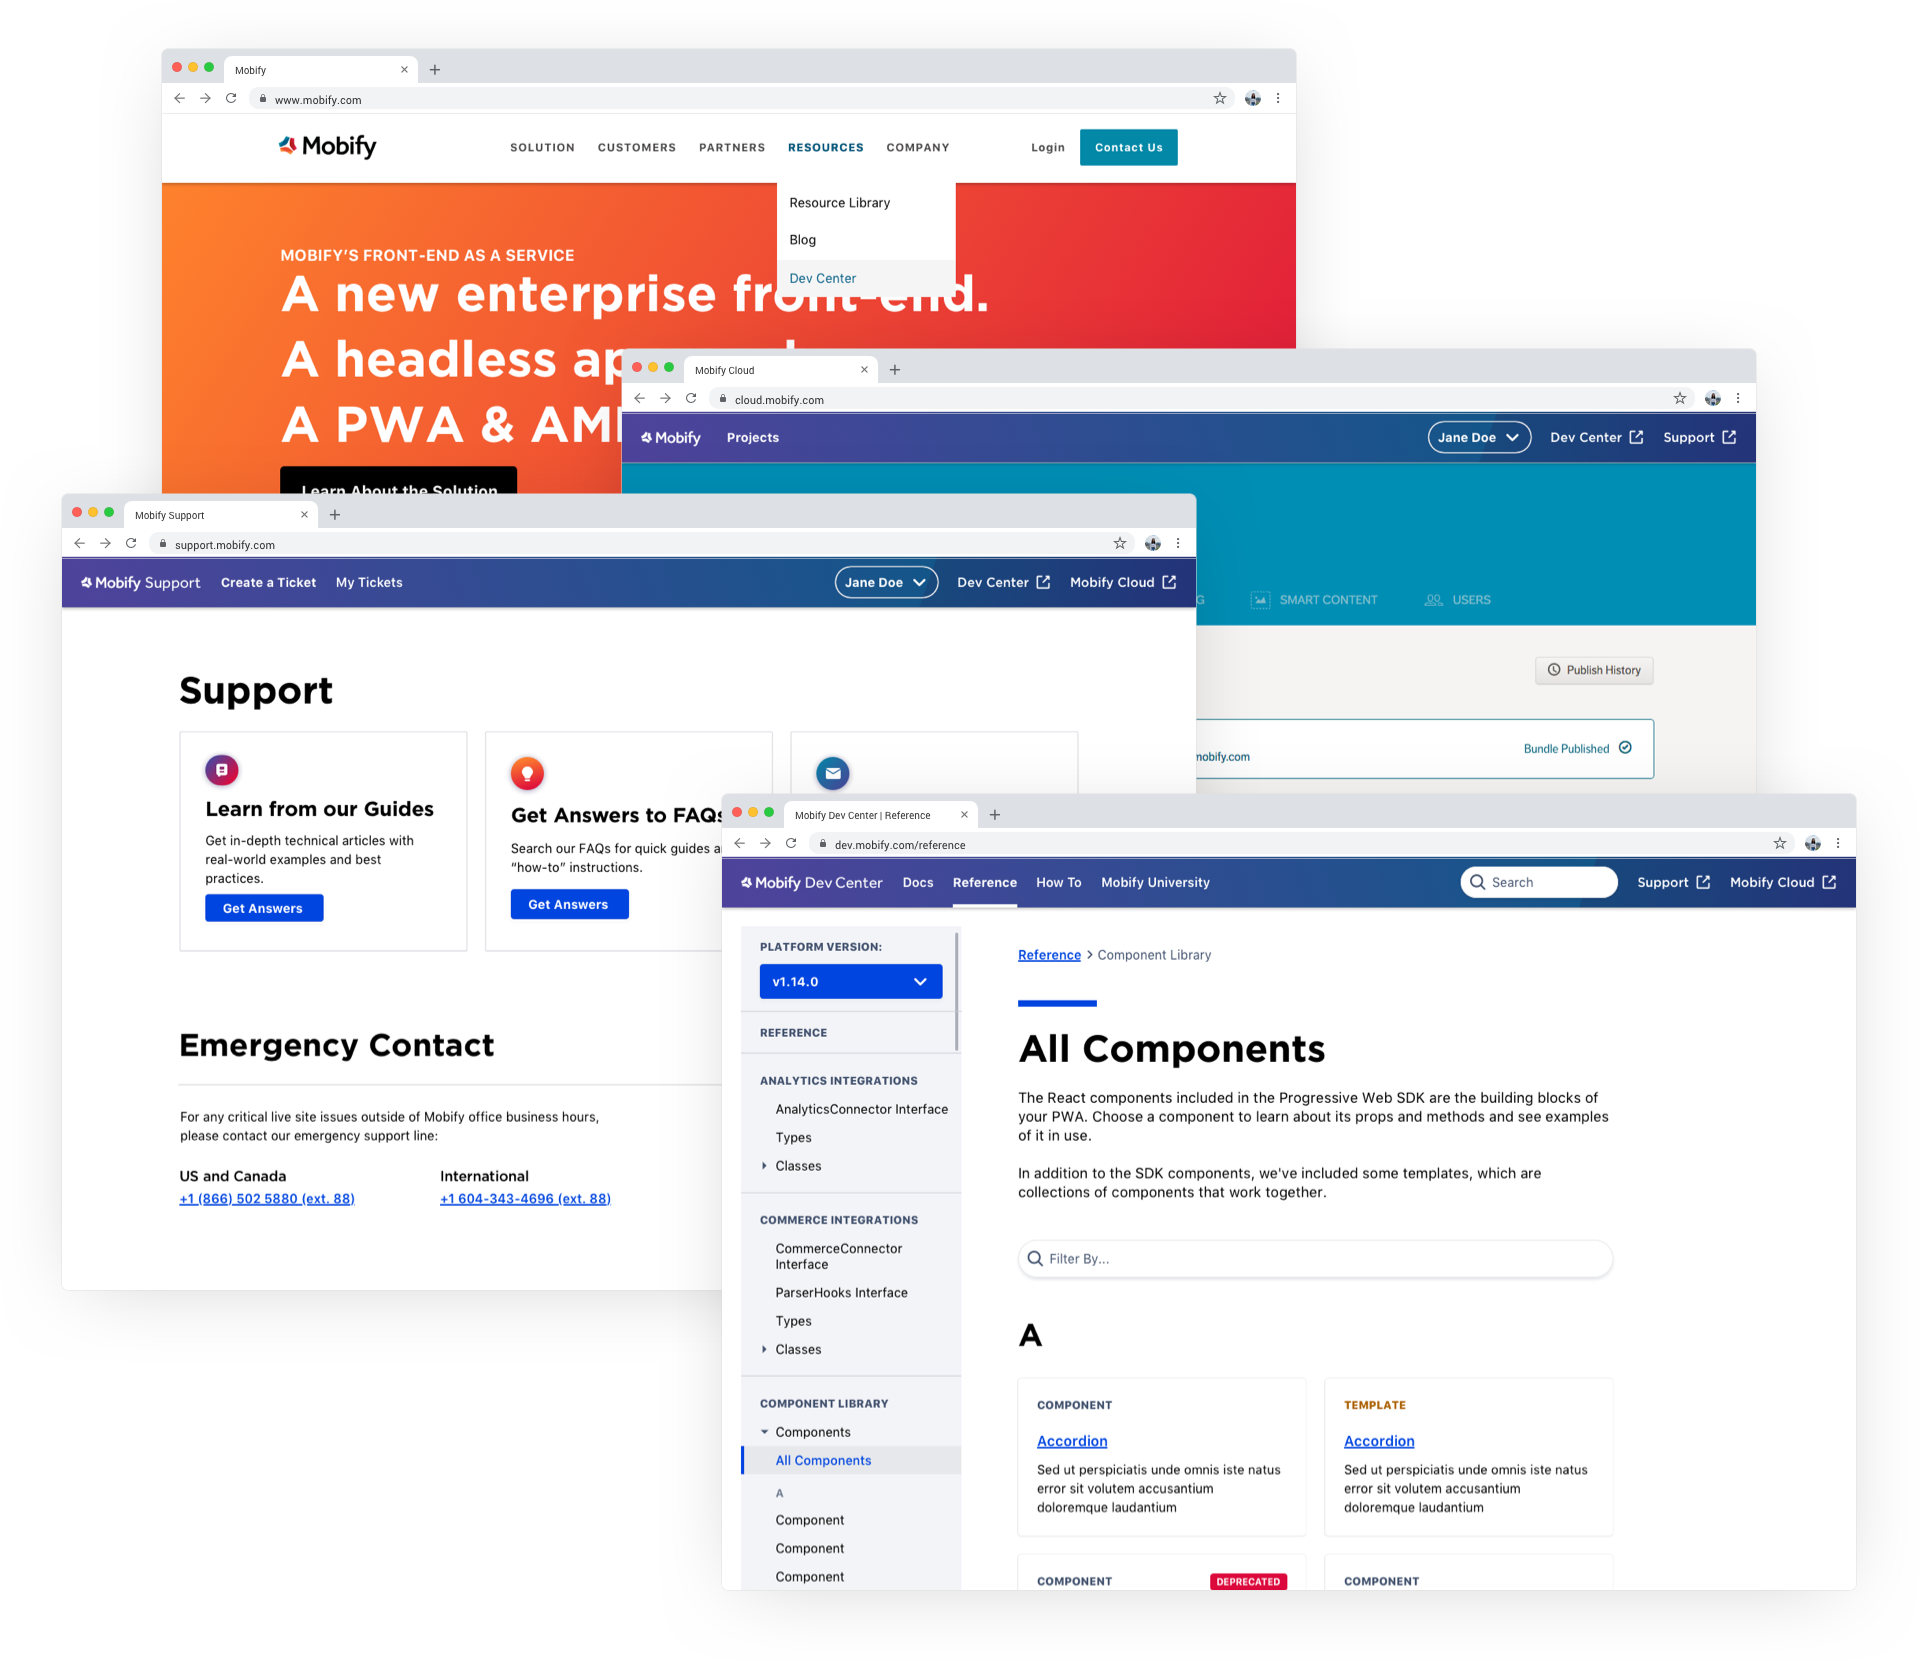 Mobify
www.mobify.com
Mobify
SOLUTION CUSTOMERS PARTNERS RESOURCES COMPANY Login Contact Us
Resource Library
Blog
Dev Center
MOBIFY'S FRONT-END AS A SERVICE
A new enterprise front-end.
A headless
A PWA & AM
Learn About the Solution
Mobify Cloud
cloud.mobify.com
Mobify Projects Jane Doe Dev Center Support
G SMART CONTENT USERS
Publish History
mobify.com Bundle Published
Mobify Support
support.mobify.com
Mobify Support Create a Ticket My Tickets Jane Doe Dev Center Mobify Cloud
Support
Learn from our Guides
Get in-depth technical articles with
real-world examples and best
practices.
Get Answers
Get Answers to FAQs
Search our FAQs for quick guides
“how-to” instructions.
Get Answers
Emergency Contact
For any critical live site issues outside of Mobify office business hours,
please contact our emergency support line:
US and Canada
+1 (866) 502 5880 (ext. 88)
International
+1 604-343-4696 (ext. 88)
Mobify Dev Center | Reference
dev.mobify.com/reference
Mobify Dev Center Docs Reference How To Mobify University Search Support Mobify Cloud
PLATFORM VERSION:
v1.14.0
REFERENCE
ANALYTICS INTEGRATIONS
AnalyticsConnector Interface
Types
Classes
COMMERCE INTEGRATIONS
CommerceConnector
Interface
ParserHooks Interface
Types
Classes
COMPONENT LIBRARY
Components
All Components
A
Component
Component
Component
Reference > Component Library
All Components
The React components included in the Progressive Web SDK are the building blocks of
your PWA. Choose a component to learn about its props and methods and see examples
of it in use.
In addition to the SDK components, we've included some templates, which are
collections of components that work together.
Filter By...
A
COMPONENT
Accordion
Sed ut perspiciatis unde omnis iste natus
error sit volutem accusantium
doloremque laudantium
TEMPLATE
Accordion
Sed ut perspiciatis unde omnis iste natus
error sit volutem accusantium
doloremque laudantium
COMPONENT DEPRECATED
COMPONENT